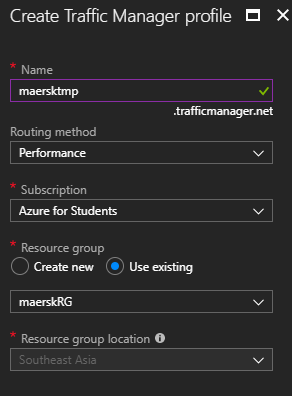 Create Traffic Manager profile
* Name
maersktmp
.trafficmanager.net
Routing method
Performance
* Subscription
Azure for Students
* Resource group
Create new Use existing
maerskRG
* Resource group location
Southeast Asia